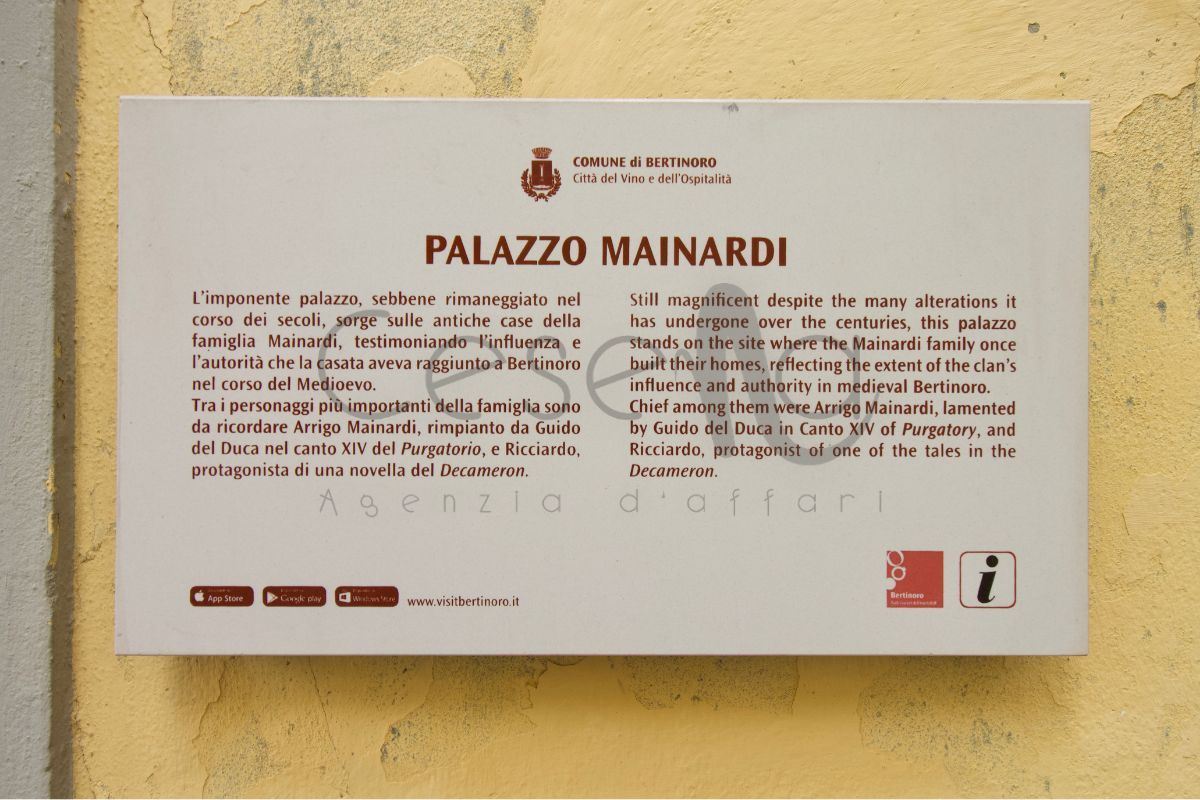 COMUNE di BERTINORO
Città del Vino e dell'Ospitalità
PALAZZO MAINARDI
L'imponente palazzo, sebbene rimaneggiato nel
corso dei secoli, sorge sulle antiche case della
famiglia Mainardi, testimoniando l'influenza e
l'autorità che la casata aveva raggiunto a Bertinoro
nel corso del Medioevo.
Tra i personaggi più importanti della famiglia sono
da ricordare Arrigo Mainardi, rimpianto da Guido
del Duca nel canto XIV del Purgatorio, e Ricciardo,
protagonista di una novella del Decameron.
Still magnificent despite the many alterations it
has undergone over the centuries, this palazzo
stands on the site where the Mainardi family once
built their homes, reflecting the extent of the clan's
influence and authority in medieval Bertinoro.
Chief among them were Arrigo Mainardi, lamented
by Guido del Duca in Canto XIV of Purgatory, and
Ricciardo, protagonist of one of the tales in the
Decameron.
Agenzia d'affari
App Store
Google play
Windows Store
www.visitbertinoro.it
Bertinoro
i